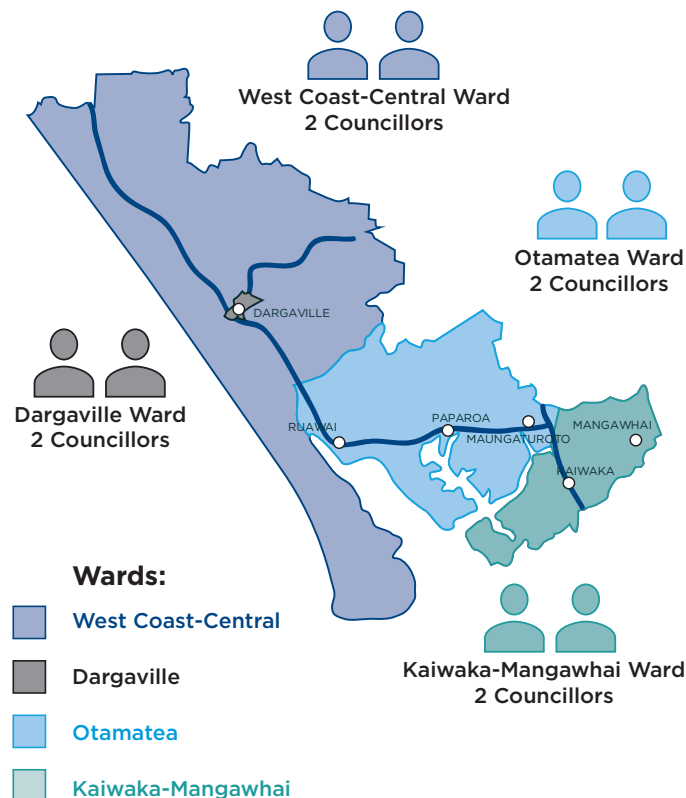 West Coast-Central Ward
2 Councillors
Otamatea Ward
2 Councillors
DARGAVILLE
Dargaville Ward
2 Councillors
RUAWAI
PAPAROA
MAUNGATUROTO
MANGAWHAI
KAIWAKA
Kaiwaka-Mangawhai Ward
2 Councillors
Wards:
West Coast-Central
Dargaville
Otamatea
Kaiwaka-Mangawhai